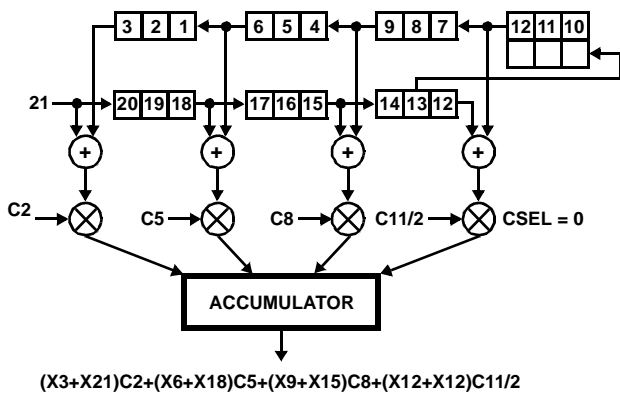 3 2 1 6 5 4 9 8 7 12 11 10
21 20 19 18 17 16 15 14 13 12
+ + + +
C2 C5 C8 C11/2 CSEL = 0
ACCUMULATOR
(X3+X21)C2+(X6+X18)C5+(X9+X15)C8+(X12+X12)C11/2